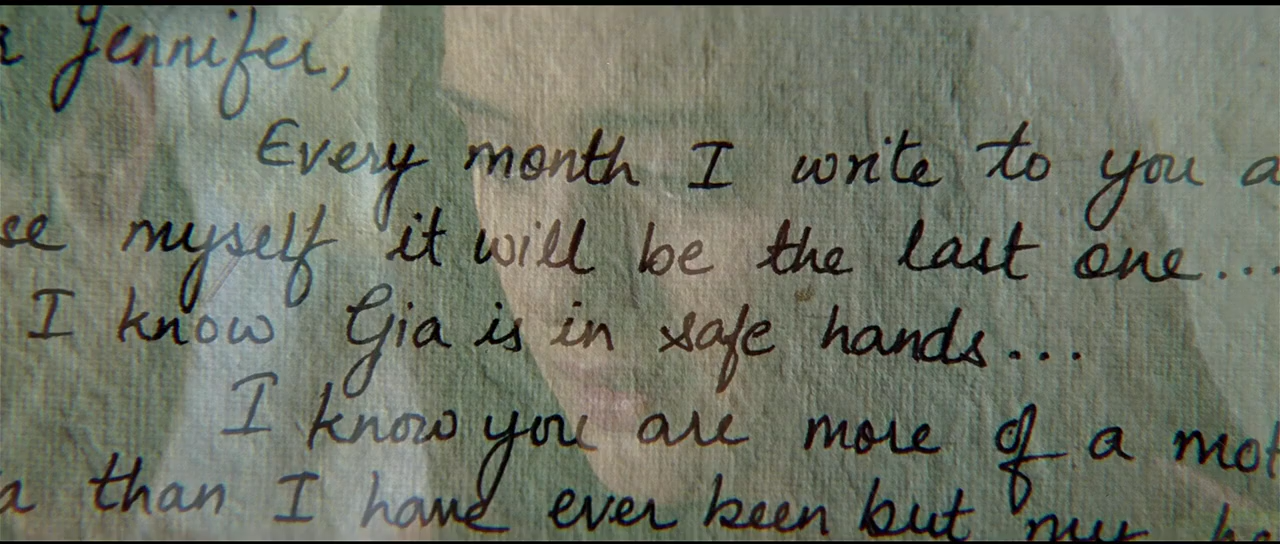 Jennifer,
Every month I write to you
myself it will be the last one...
I know Gia is in safe hands...
I know you are more of a
than I have ever been but my